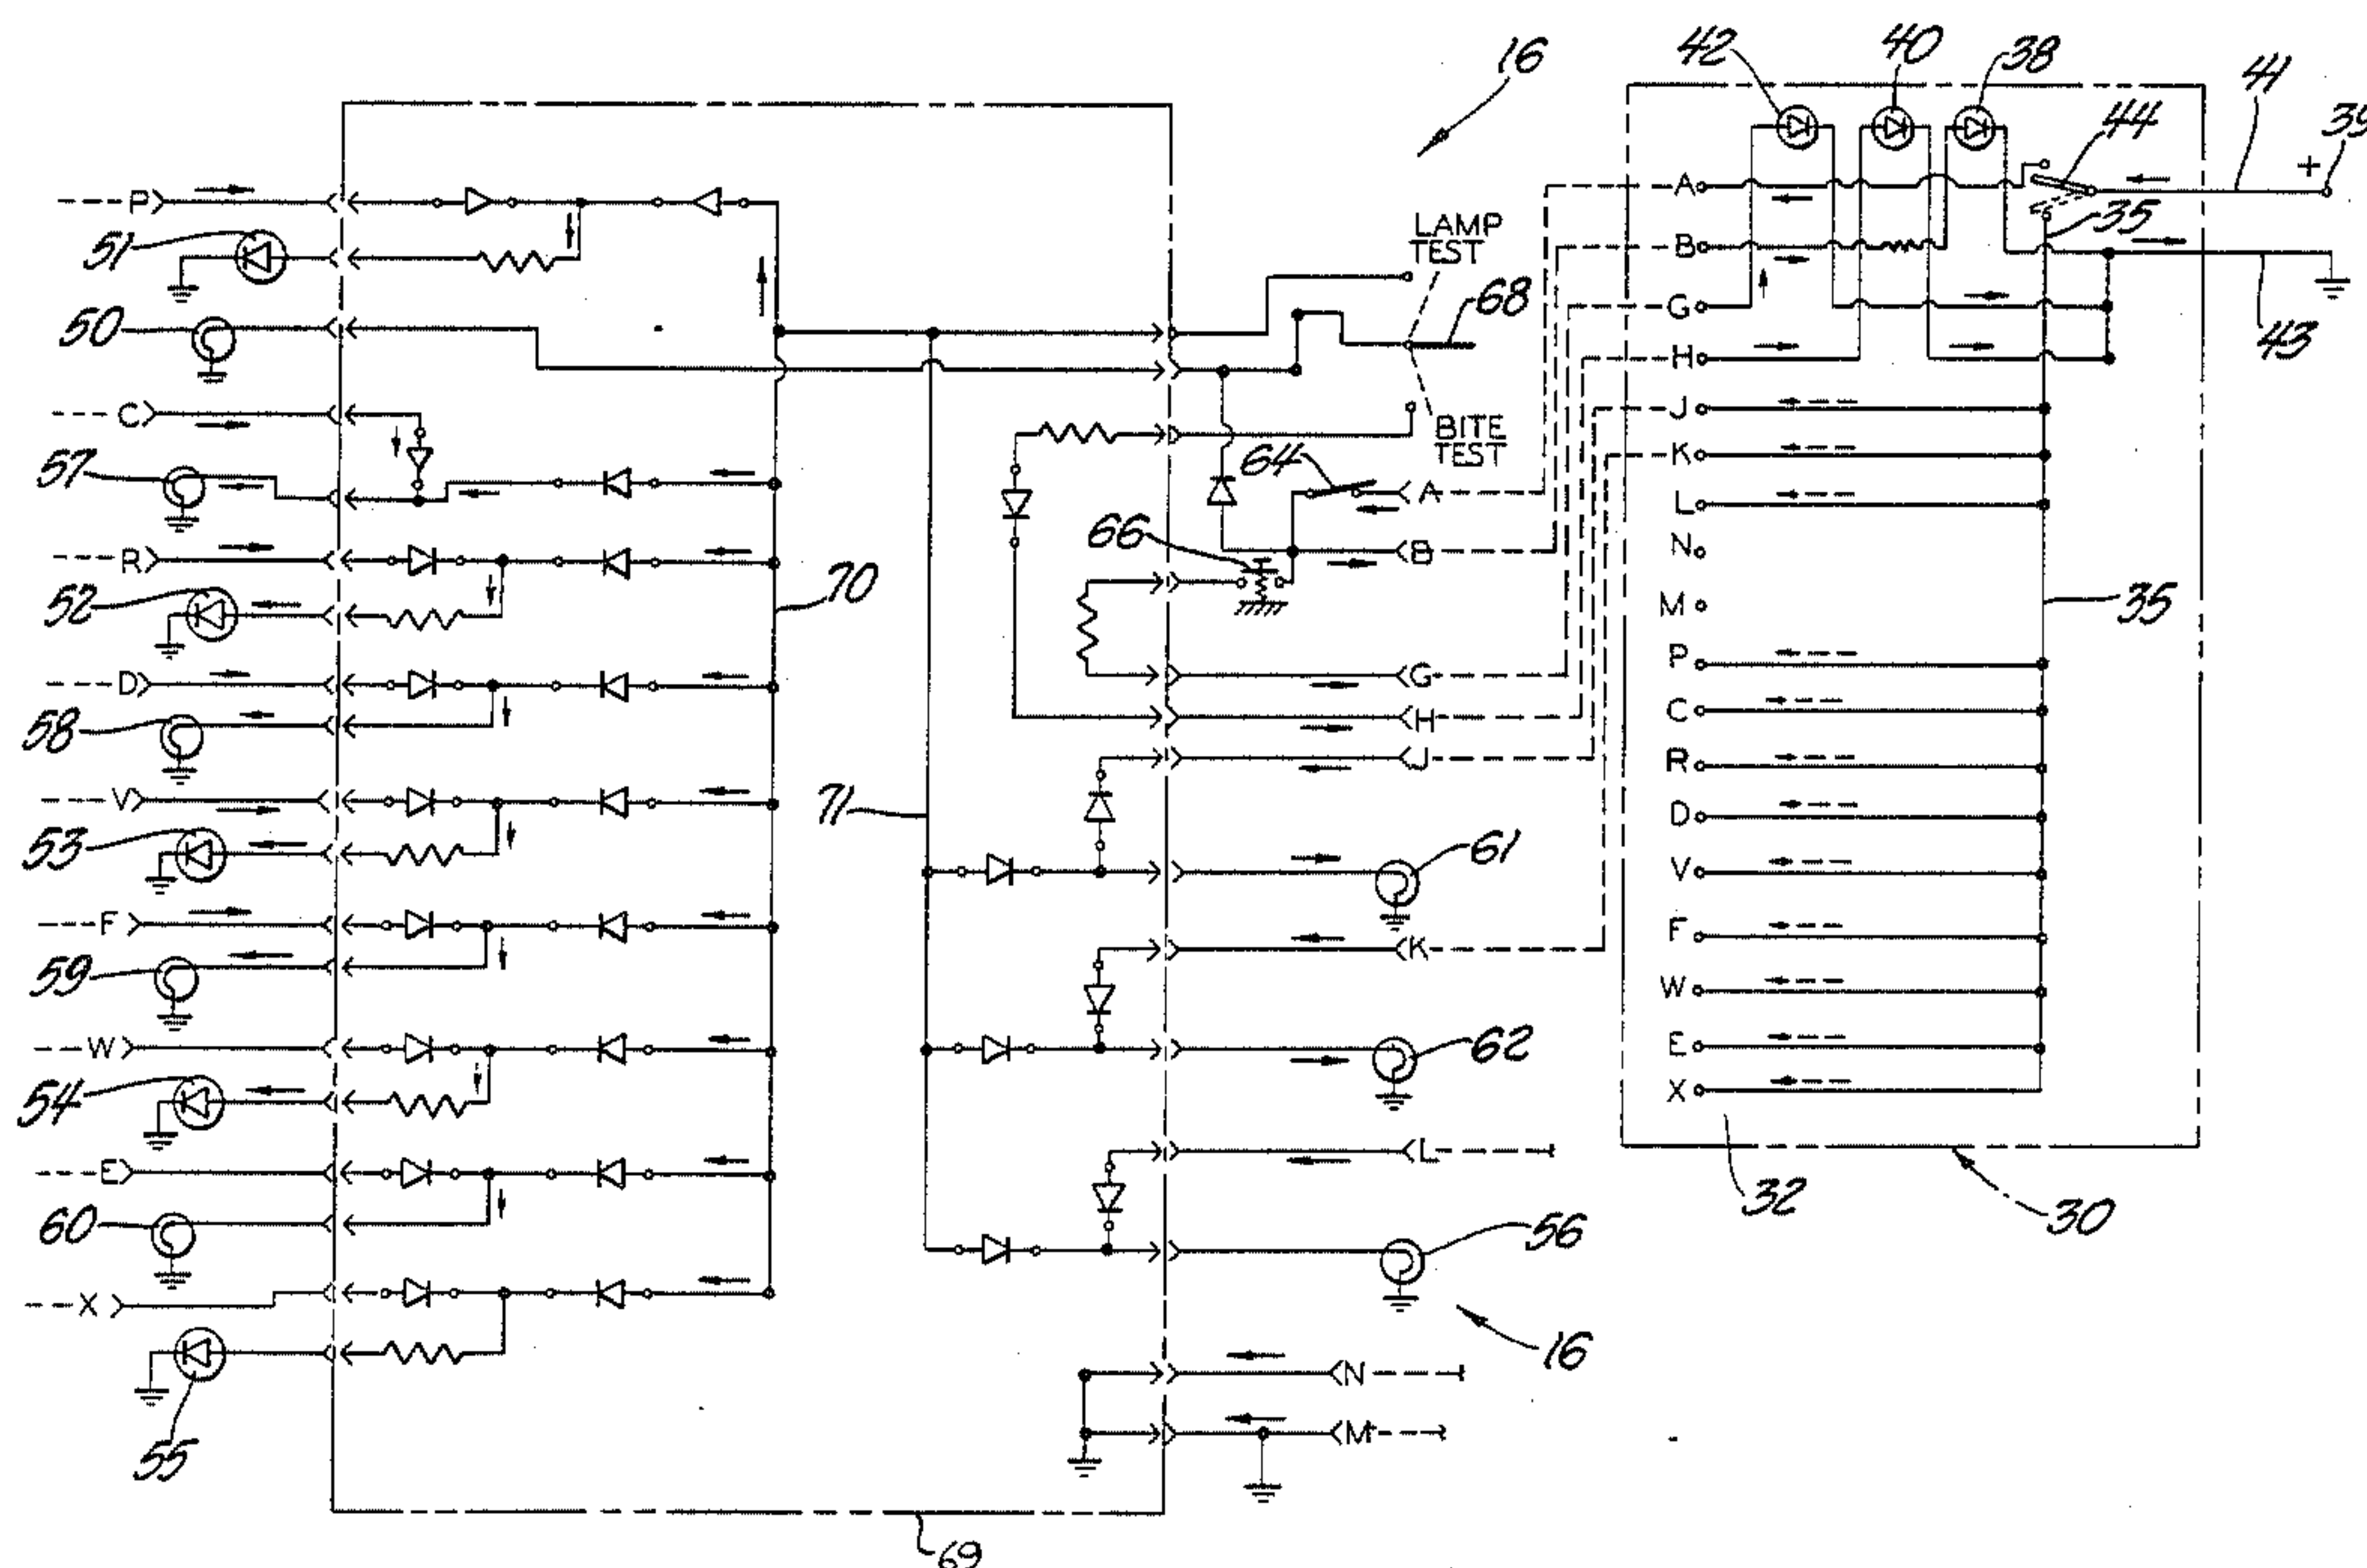 16
42
40
38
41
39
44
+
P
A
35
51
LAMP
TEST
B
68
50
G
43
H
C
J
BITE
TEST
57
64
A
K
L
R
66
B
N
52
70
M
35
D
G
P
58
H
C
J
R
V
71
D
53
61
V
F
K
F
59
W
W
62
E
54
X
E
L
32
30
60
56
X
16
N
55
M
69